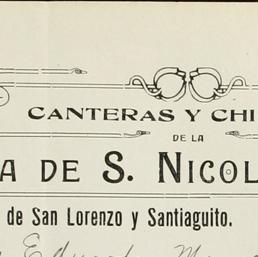 CANTERAS Y CHI
DE LA
A DE S. NICOL
de San Lorenzo y Santiaguito.